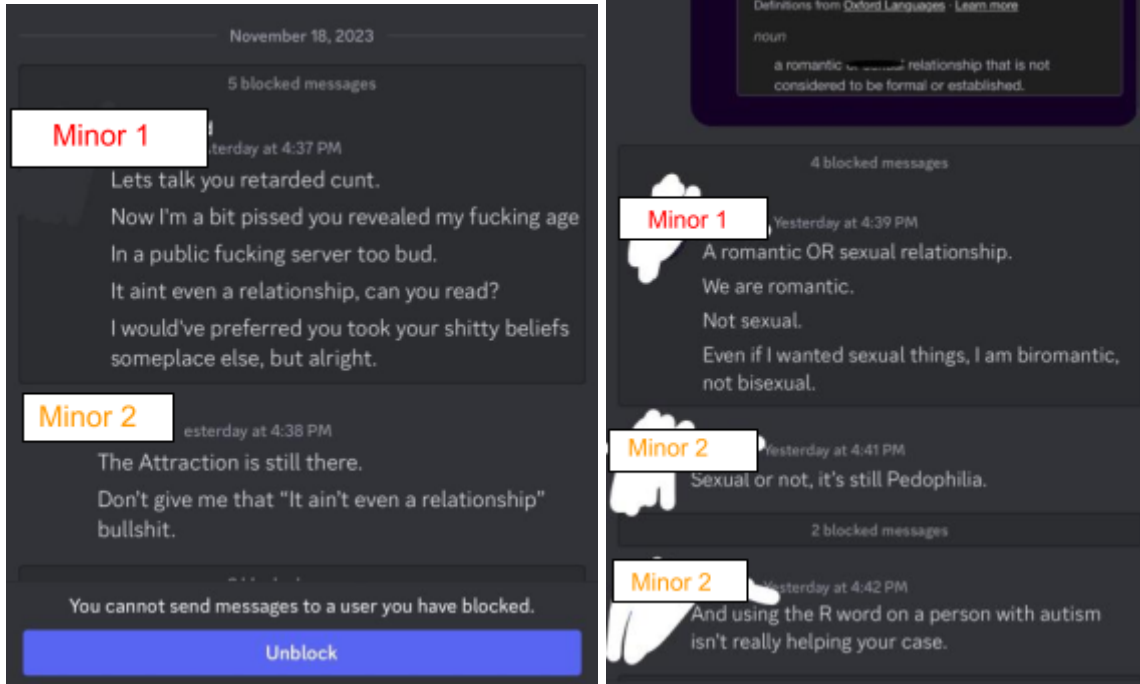 November 18, 2023
5 blocked messages
Minor 1
terday at 4:37 PM
Lets talk you retarded cunt.
Now I'm a bit pissed you revealed my fucking age
In a public fucking server too bud.
It aint even a relationship, can you read?
I would've preferred you took your shitty beliefs
someplace else, but alright.
Minor 2
esterday at 4:38 PM
The Attraction is still there.
Don't give me that "It ain't even a relationship"
bullshit.
You cannot send messages to a user you have blocked.
Unblock
Definitions from Oxford Languages · Learn more
noun
a romantic relationship that is not
considered to be formal or established.
4 blocked messages
Minor 1
Yesterday at 4:39 PM
A romantic OR sexual relationship.
We are romantic.
Not sexual.
Even if I wanted sexual things, I am biromantic,
not bisexual.
Minor 2
Yesterday at 4:41 PM
Sexual or not, it's still Pedophilia.
2 blocked messages
Minor 2
Yesterday at 4:42 PM
And using the R word on a person with autism
isn't really helping your case.